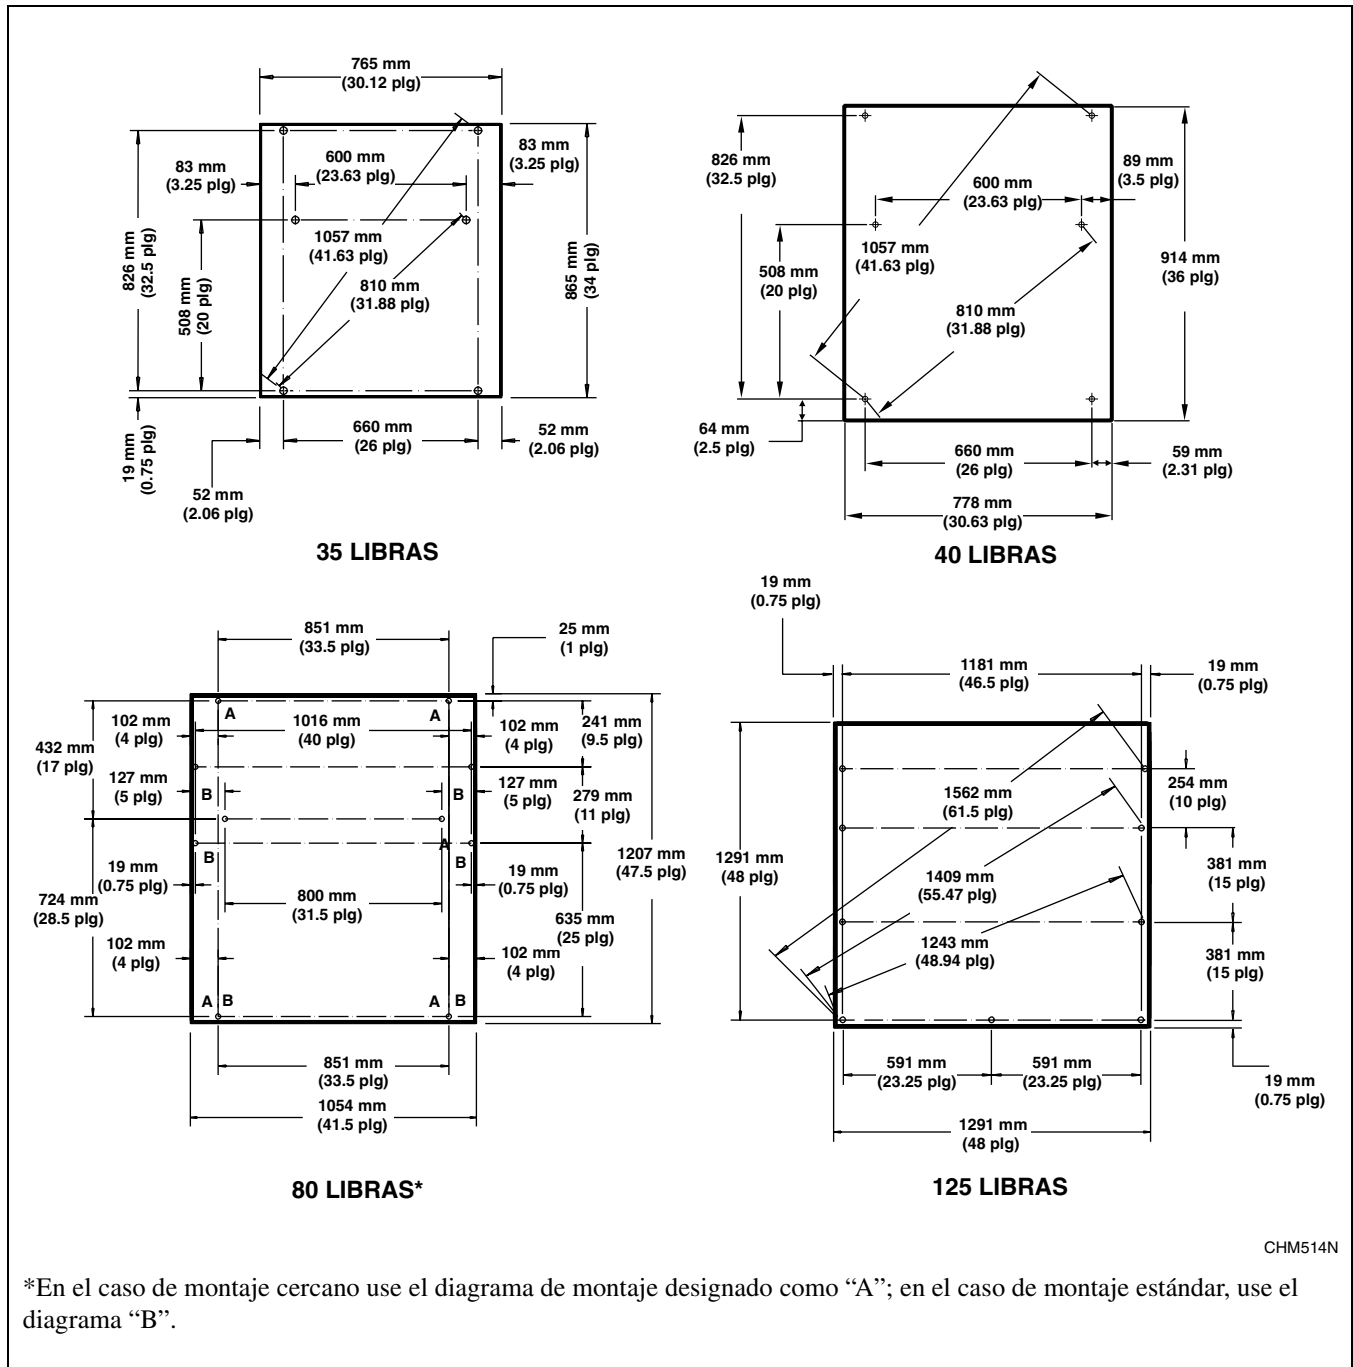 765 mm
(30.12 plg)
83 mm
(3.25 plg)
600 mm
(23.63 plg)
83 mm
(3.25 plg)
826 mm
(32.5 plg)
508 mm
(20 plg)
1057 mm
(41.63 plg)
810 mm
(31.88 plg)
865 mm
(34 plg)
19 mm
(0.75 plg)
660 mm
(26 plg)
52 mm
(2.06 plg)
52 mm
(2.06 plg)
35 LIBRAS
826 mm
(32.5 plg)
89 mm
(3.5 plg)
600 mm
(23.63 plg)
1057 mm
(41.63 plg)
508 mm
(20 plg)
914 mm
(36 plg)
810 mm
(31.88 plg)
64 mm
(2.5 plg)
660 mm
(26 plg)
59 mm
(2.31 plg)
778 mm
(30.63 plg)
40 LIBRAS
851 mm
(33.5 plg)
25 mm
(1 plg)
A
A
102 mm
(4 plg)
1016 mm
(40 plg)
102 mm
(4 plg)
241 mm
(9.5 plg)
432 mm
(17 plg)
127 mm
(5 plg)
B
B
127 mm
(5 plg)
279 mm
(11 plg)
B
A
B
1207 mm
(47.5 plg)
19 mm
(0.75 plg)
19 mm
(0.75 plg)
724 mm
(28.5 plg)
800 mm
(31.5 plg)
635 mm
(25 plg)
102 mm
(4 plg)
102 mm
(4 plg)
A B
A B
851 mm
(33.5 plg)
1054 mm
(41.5 plg)
80 LIBRAS*
19 mm
(0.75 plg)
1181 mm
(46.5 plg)
19 mm
(0.75 plg)
1562 mm
(61.5 plg)
254 mm
(10 plg)
1291 mm
(48 plg)
1409 mm
(55.47 plg)
381 mm
(15 plg)
1243 mm
(48.94 plg)
381 mm
(15 plg)
591 mm
(23.25 plg)
591 mm
(23.25 plg)
19 mm
(0.75 plg)
1291 mm
(48 plg)
125 LIBRAS
CHM514N
*En el caso de montaje cercano use el diagrama de montaje designado como “A”; en el caso de montaje estándar, use el
diagrama “B”.